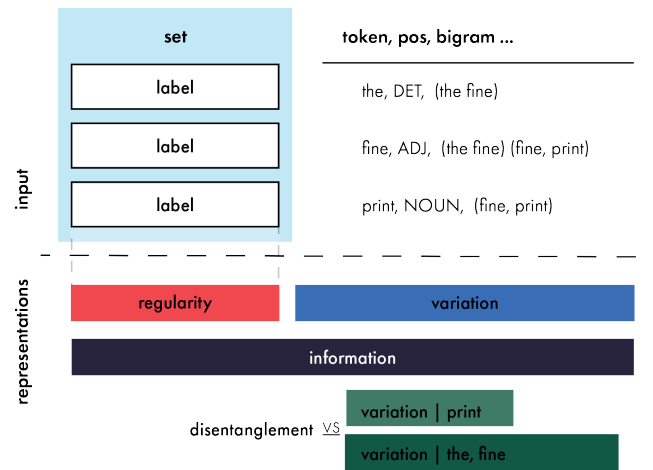 set
token, pos, bigram ...
label
the, DET, (the fine)
label
fine, ADJ, (the fine) (fine, print)
label
print, NOUN, (fine, print)
input
regularity
variation
information
representations
variation | print
disentanglement VS
variation | the, fine